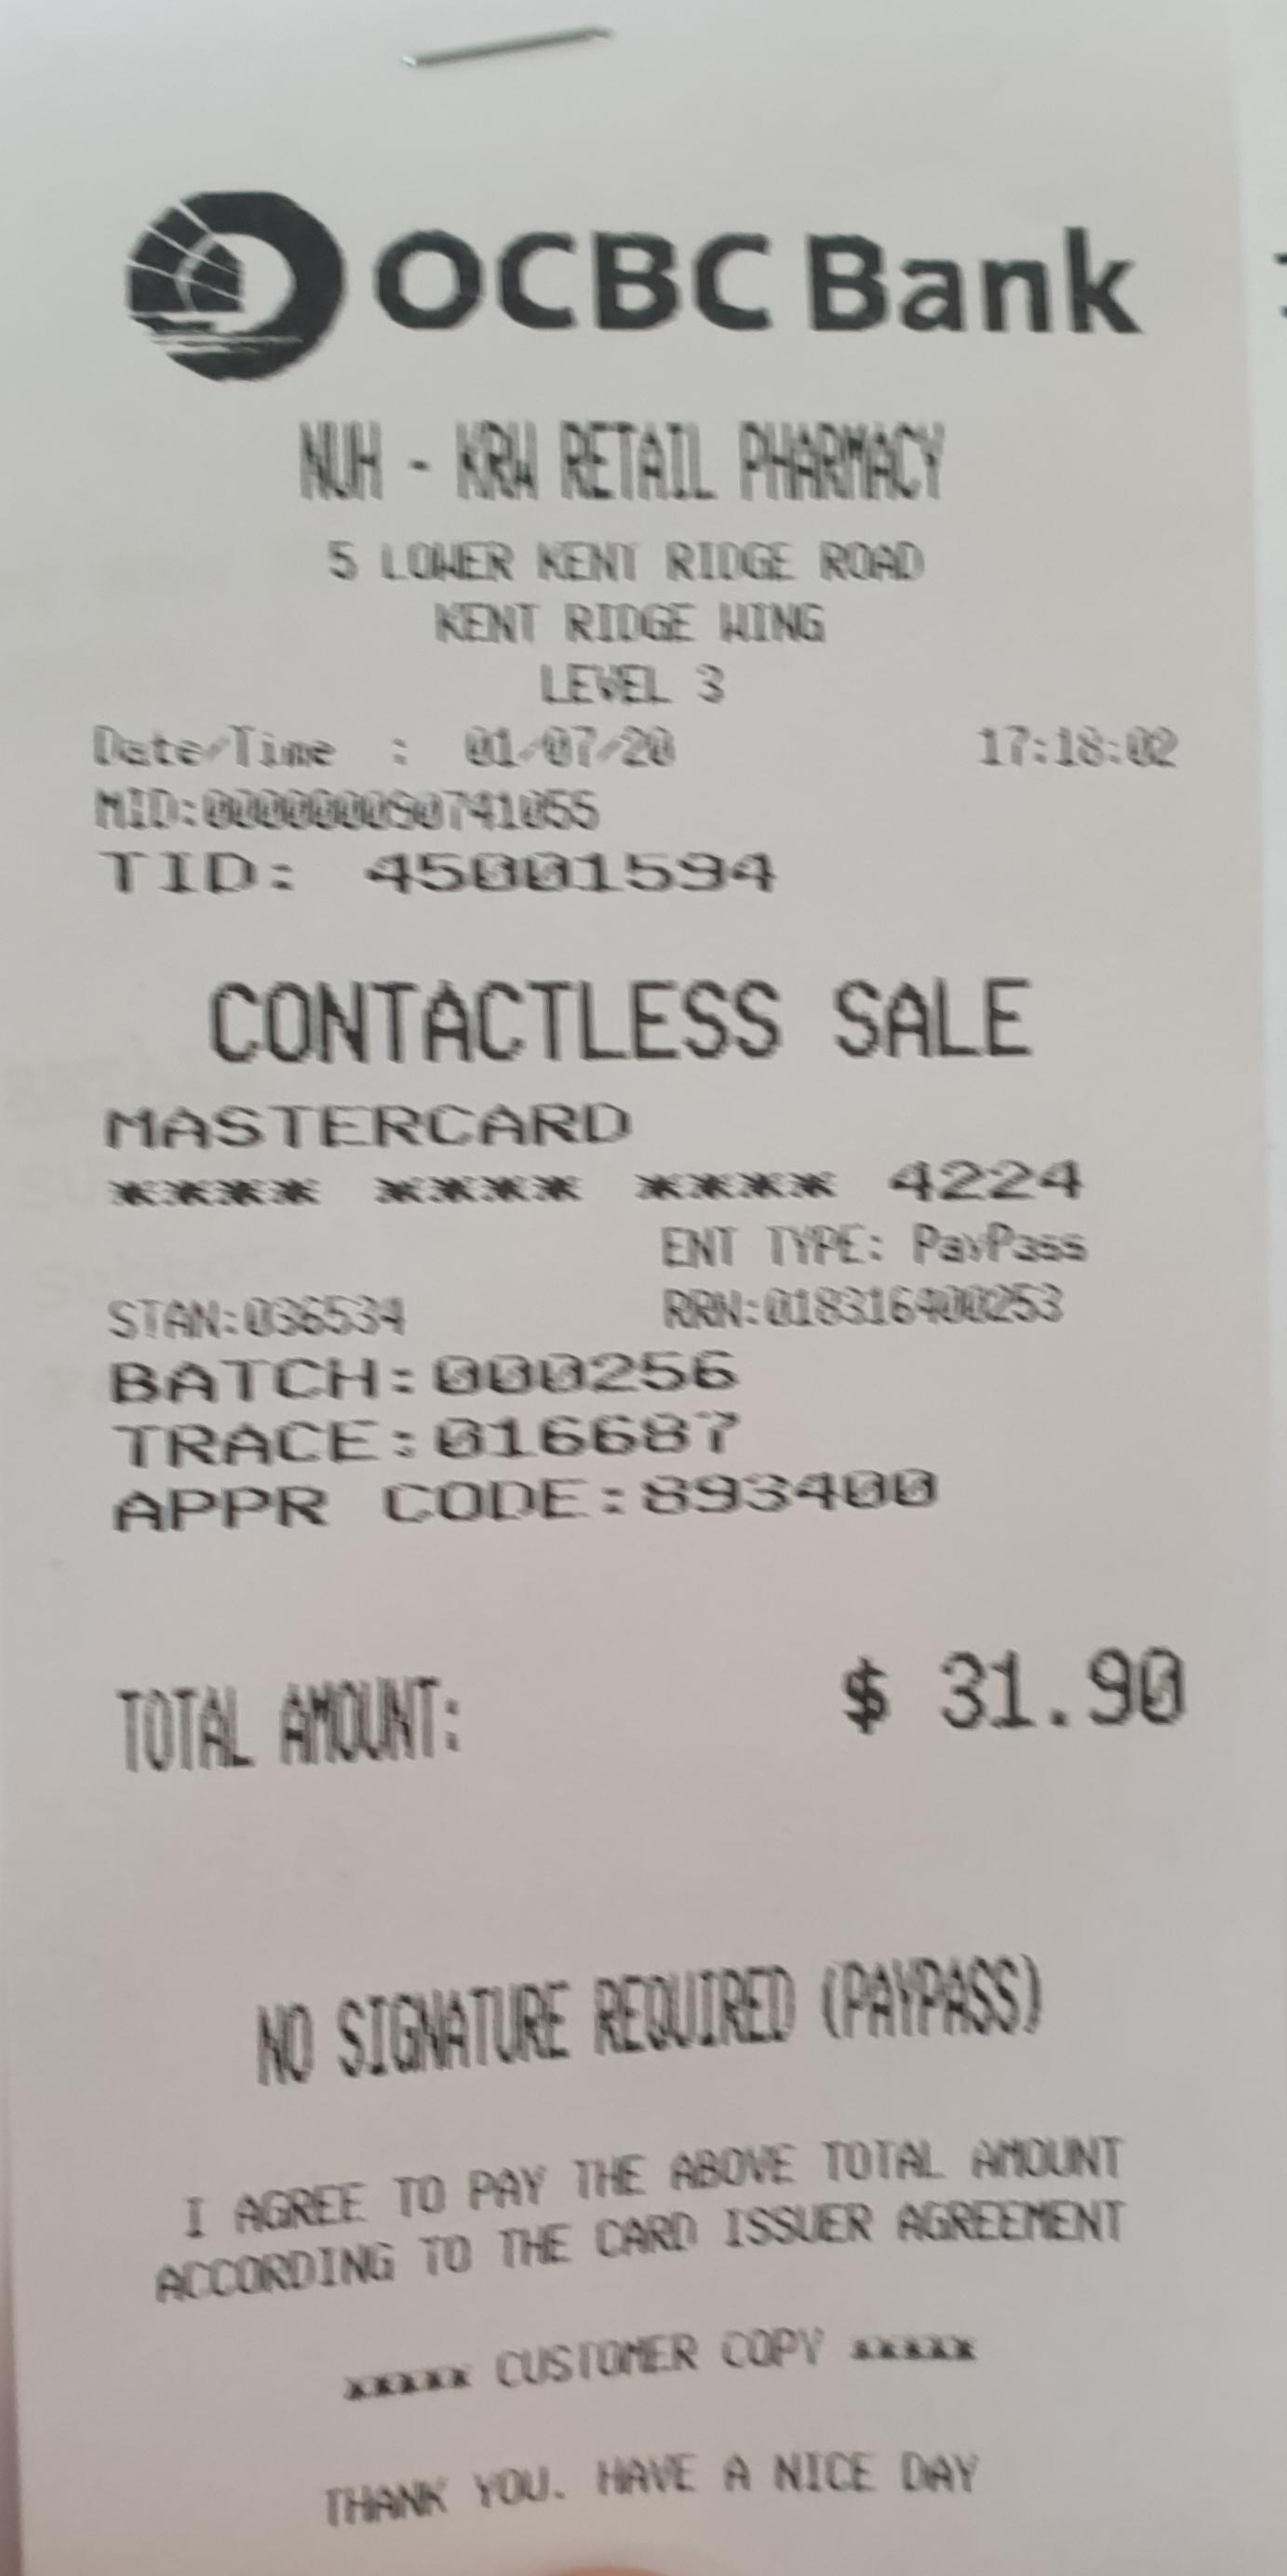 OCBC Bank
NUH - KRW RETAIL PHARMACY
5 LOWER KENT RIDGE ROAD
KENT RIDGE WING
LEVEL 3
Date/Time : 01/07/20 17:18:02
MID:000000090741055
TID: 45001594
CONTACTLESS SALE
MASTERCARD
**** **** **** 4224
ENT TYPE: PayPass
STAN:036534 RRN:018316400253
BATCH:000256
TRACE:016687
APPR CODE:893400
TOTAL AMOUNT: $ 31.90
NO SIGNATURE REQUIRED (PAYPASS)
I AGREE TO PAY THE ABOVE TOTAL AMOUNT
ACCORDING TO THE CARD ISSUER AGREEMENT
***** CUSTOMER COPY *****
THANK YOU. HAVE A NICE DAY